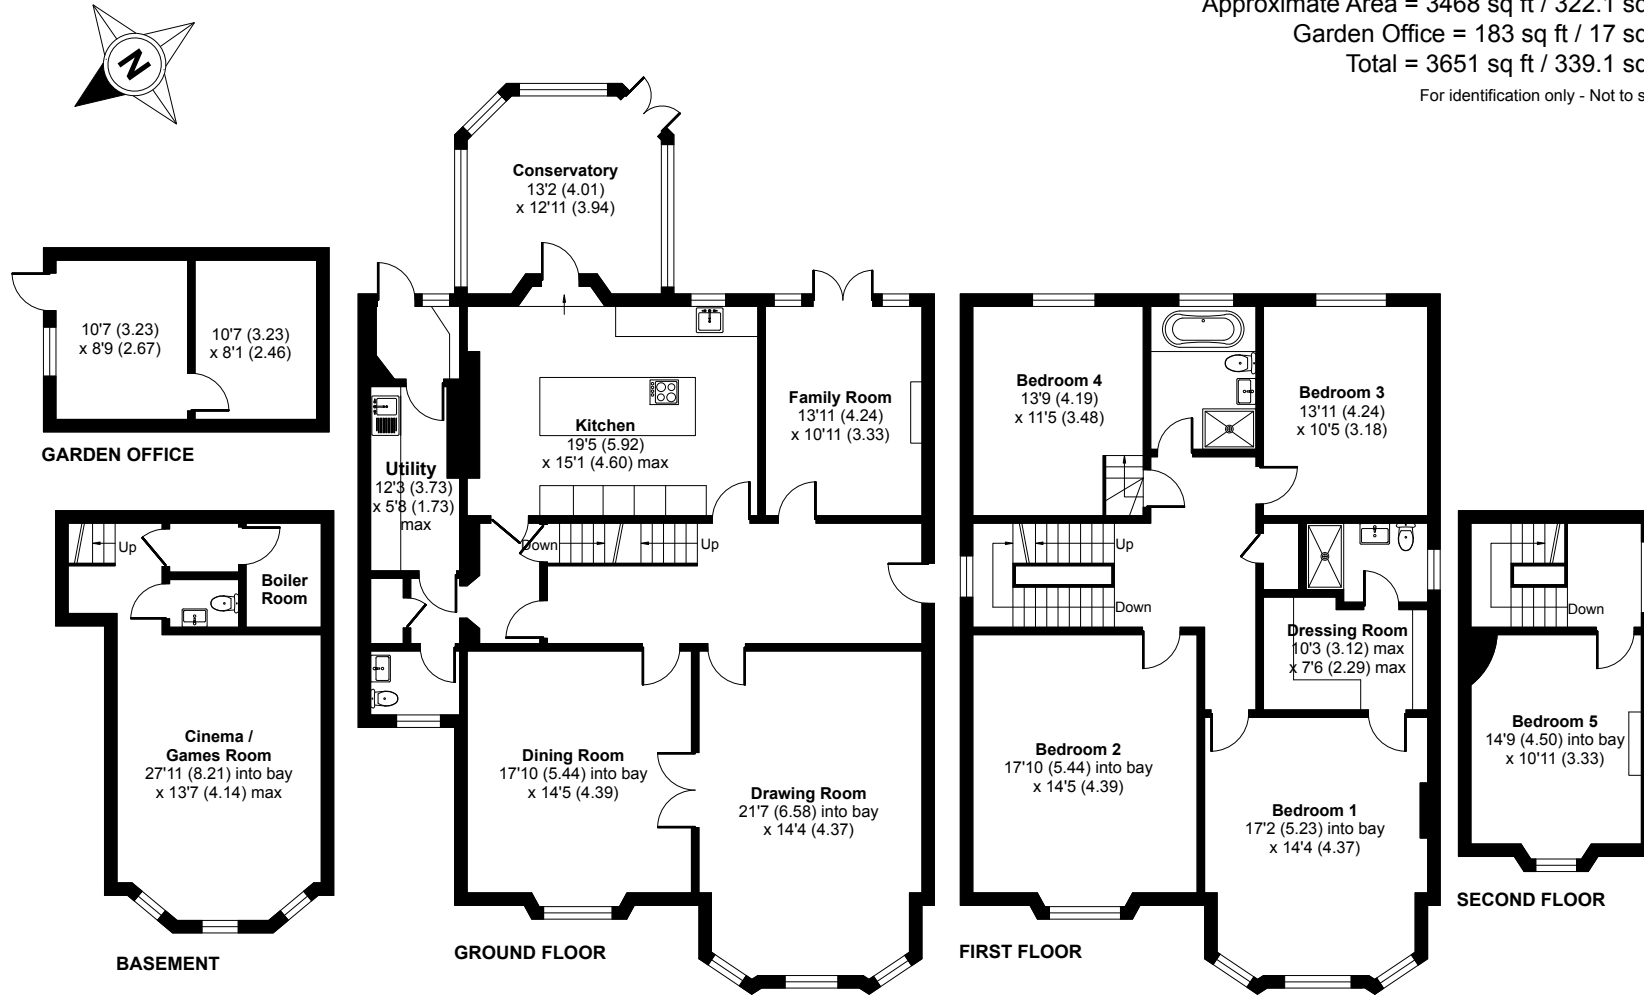 Approximate Area = 3468 sq ft / 322.1 sq
Garden Office = 183 sq ft / 17 sq
Total = 3651 sq ft / 339.1 sq
For identification only - Not to s
N
Conservatory
13'2 (4.01)
x 12'11 (3.94)
10'7 (3.23)
x 8'9 (2.67)
10'7 (3.23)
x 8'1 (2.46)
GARDEN OFFICE
Up
Boiler
Room
Cinema /
Games Room
27'11 (8.21) into bay
x 13'7 (4.14) max
BASEMENT
Kitchen
19'5 (5.92)
x 15'1 (4.60) max
Family Room
13'11 (4.24)
x 10'11 (3.33)
Utility
12'3 (3.73)
x 5'8 (1.73)
max
Down
Up
Dining Room
17'10 (5.44) into bay
x 14'5 (4.39)
Drawing Room
21'7 (6.58) into bay
x 14'4 (4.37)
GROUND FLOOR
Bedroom 4
13'9 (4.19)
x 11'5 (3.48)
Bedroom 3
13'11 (4.24)
x 10'5 (3.18)
Up
Down
Dressing Room
10'3 (3.12) max
x 7'6 (2.29) max
Bedroom 2
17'10 (5.44) into bay
x 14'5 (4.39)
Bedroom 1
17'2 (5.23) into bay
x 14'4 (4.37)
FIRST FLOOR
Down
Bedroom 5
14'9 (4.50) into bay
x 10'11 (3.33)
SECOND FLOOR